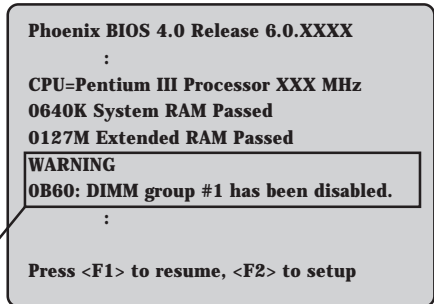 Phoenix BIOS 4.0 Release 6.0.XXXX
:
CPU=Pentium III Processor XXX MHz
0640K System RAM Passed
0127M Extended RAM Passed
WARNING
0B60: DIMM group #1 has been disabled.
:
Press <F1> to resume, <F2> to setup